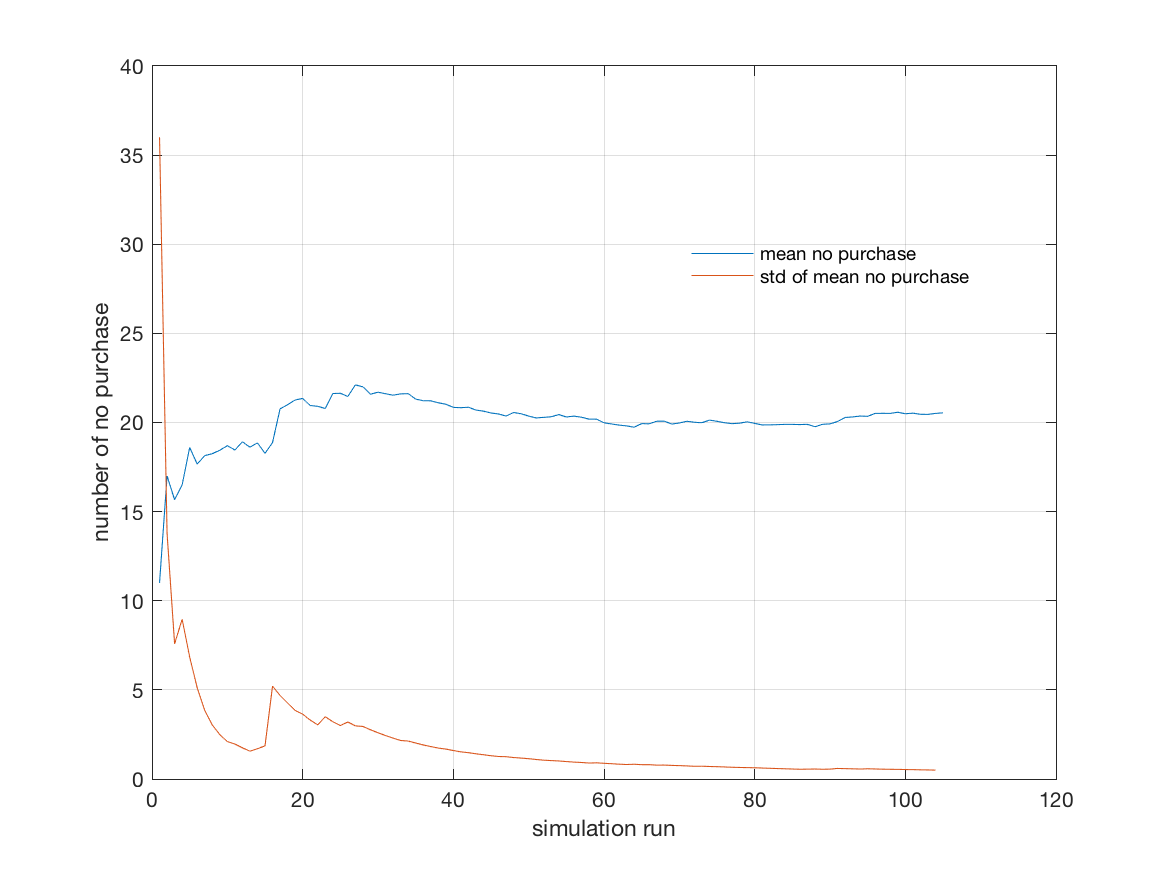 40
35
30
25
20
15
10
5
0
number of no purchase
mean no purchase
std of mean no purchase
0 20 40 60 80 100 120
simulation run